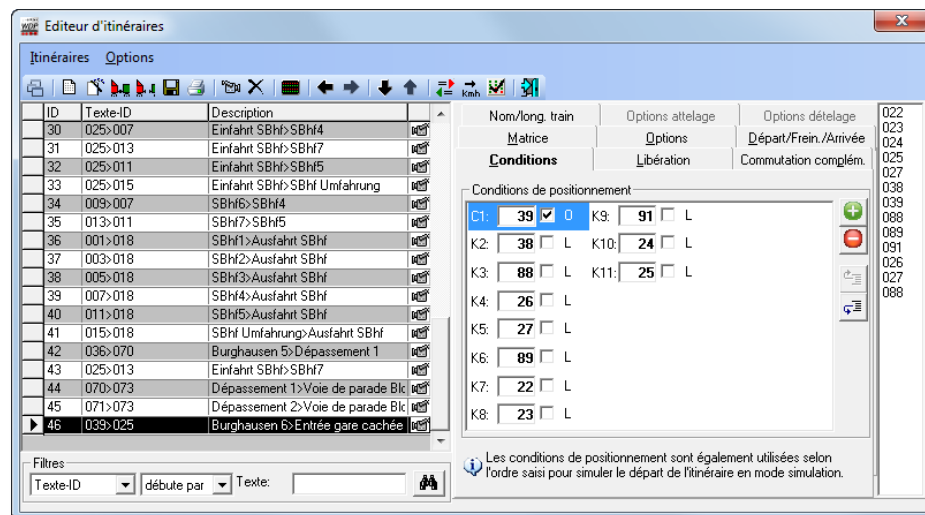 Editeur d'itinéraires
Itinéraires Options
ID Texte-ID Description
30 025>007 Einfahrt SBhf>SBhf4
31 025>013 Einfahrt SBhf>SBhf7
32 025>011 Einfahrt SBhf>SBhf5
33 025>015 Einfahrt SBhf>SBhf Umfahrung
34 009>007 SBhf6>SBhf4
35 013>011 SBhf7>SBhf5
36 001>018 SBhf1>Ausfahrt SBhf
37 003>018 SBhf2>Ausfahrt SBhf
38 005>018 SBhf3>Ausfahrt SBhf
39 007>018 SBhf4>Ausfahrt SBhf
40 011>018 SBhf5>Ausfahrt SBhf
41 015>018 SBhf Umfahrung>Ausfahrt SBhf
42 036>070 Burghausen 5>Dépassement 1
43 025>013 Einfahrt SBhf>SBhf7
44 070>073 Dépassement 1>Voie de parade Blc
45 071>073 Dépassement 2>Voie de parade Blc
46 039>025 Burghausen 6>Entrée gare cachée
Filtres
Texte-ID débute par Texte:
Nom/long. train Options attelage Options dételage
Matrice Options Départ/Frein./Arrivée
Conditions Libération Commutation complém.
Conditions de positionnement
C1: 39 O K9: 91 L
K2: 38 L K10: 24 L
K3: 88 L K11: 25 L
K4: 26 L
K5: 27 L
K6: 89 L
K7: 22 L
K8: 23 L
Les conditions de positionnement sont également utilisées selon
l'ordre saisi pour simuler le départ de l'itinéraire en mode simulation.
022
023
024
025
027
038
039
088
089
091
026
027
088